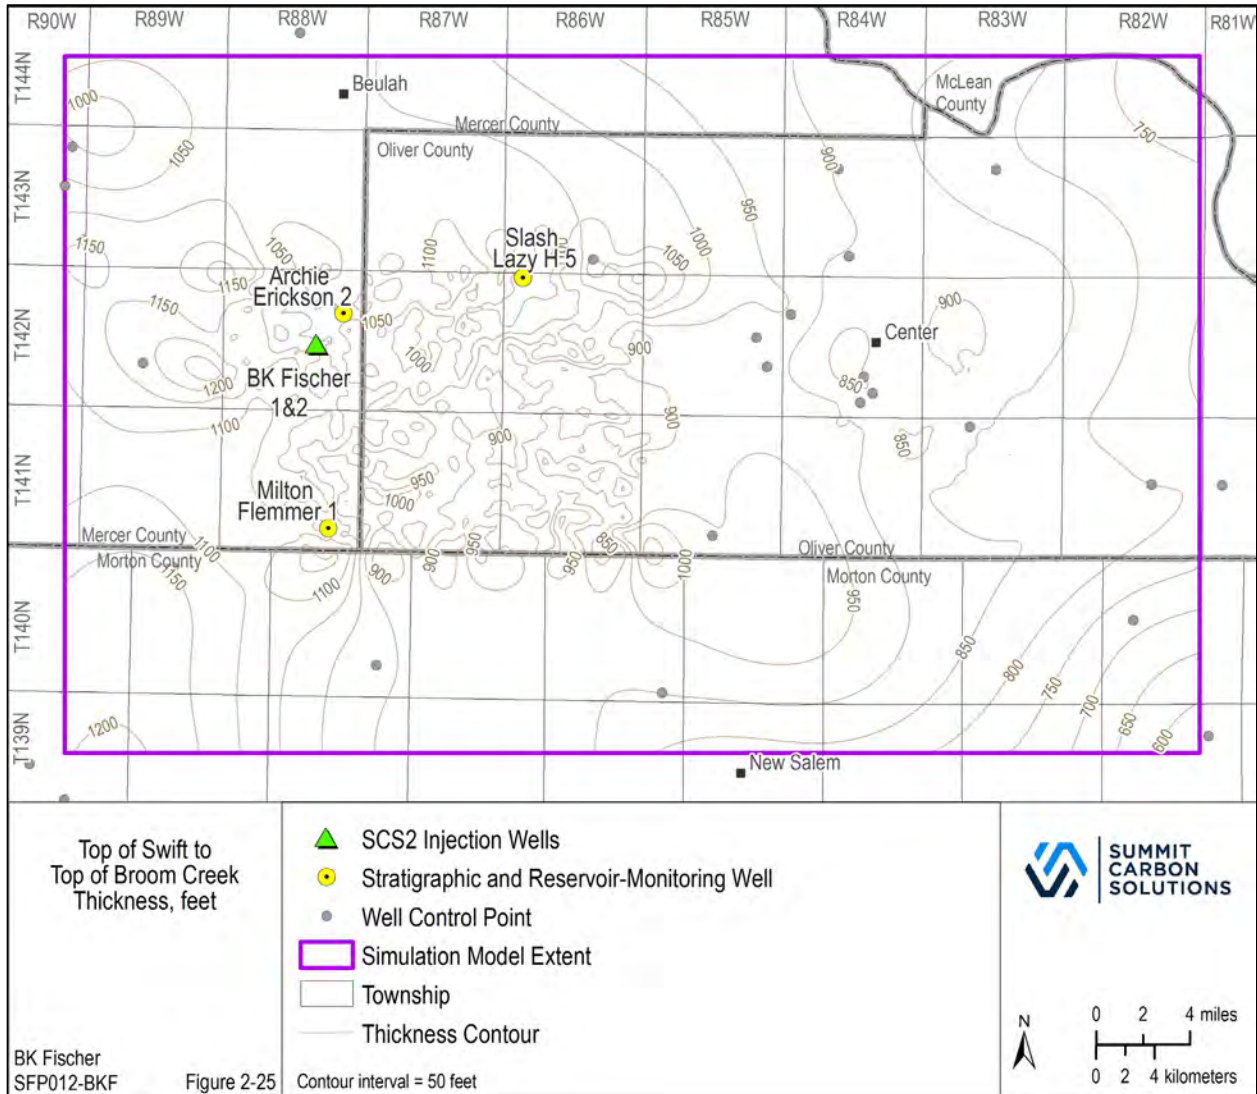 R90W R89W R88W R87W R86W R85W R84W R83W R82W R81W
T144N
T143N
T142N
T141N
T140N
T139N
Beulah
McLean
County
Mercer County
Oliver County
1000
1050
750
900
950
1000
1050
1150
1050
1150
1100
Slash
Lazy H-5
Archie
Erickson 2
1150
1050
1000
900
900
Center
850
1200
BK Fischer
1&2
1100
900
900
850
950
1000
Milton
Flemmer 1
Mercer County
Morton County
Oliver County
Morton County
1100
1150
1100
900
900
950
950
850
1000
950
850
800
750
700
650
600
1200
New Salem
Top of Swift to
Top of Broom Creek
Thickness, feet
BK Fischer
SFP012-BKF
Figure 2-25
SCS2 Injection Wells
Stratigraphic and Reservoir-Monitoring Well
Well Control Point
Simulation Model Extent
Township
Thickness Contour
Contour interval = 50 feet
SUMMIT
CARBON
SOLUTIONS
N
0 2 4 miles
0 2 4 kilometers